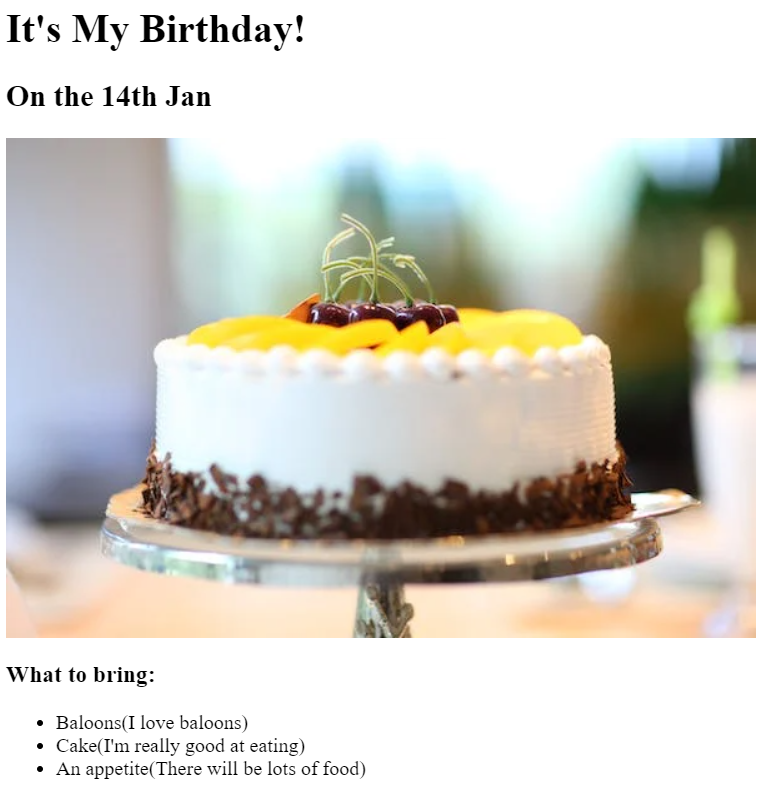 It's My Birthday!
On the 14th Jan
What to bring:
Baloons(I love baloons)
Cake(I'm really good at eating)
An appetite(There will be lots of food)